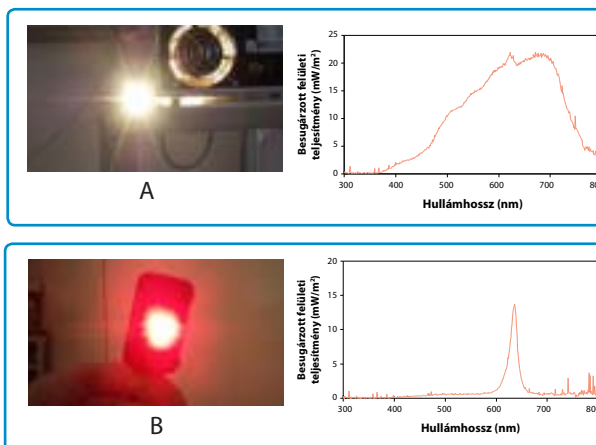 Besugárzott felületi
teljesítmény (mW/m²)
25
20
15
10
5
0
300 400 500 600 700 80
Hullámhossz (nm)
A
Besugárzott felületi
teljesítmény (mW/m²)
20
15
10
5
0
300 400 500 600 700 80
Hullámhossz (nm)
B